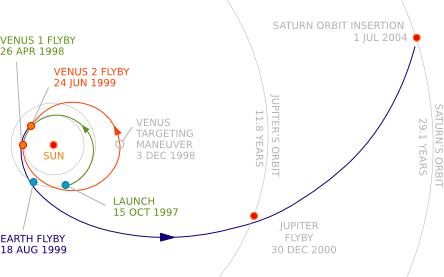 SATURN ORBIT INSERTION
1 JUL 2004
VENUS 1 FLYBY
26 APR 1998
VENUS 2 FLYBY
24 JUN 1999
VENUS
TARGETING
MANEUVER
3 DEC 1998
SUN
JUPITER'S ORBIT
11.8 YEARS
SATURN'S ORBIT
29.1 YEARS
LAUNCH
15 OCT 1997
EARTH FLYBY
18 AUG 1999
JUPITER
FLYBY
30 DEC 2000